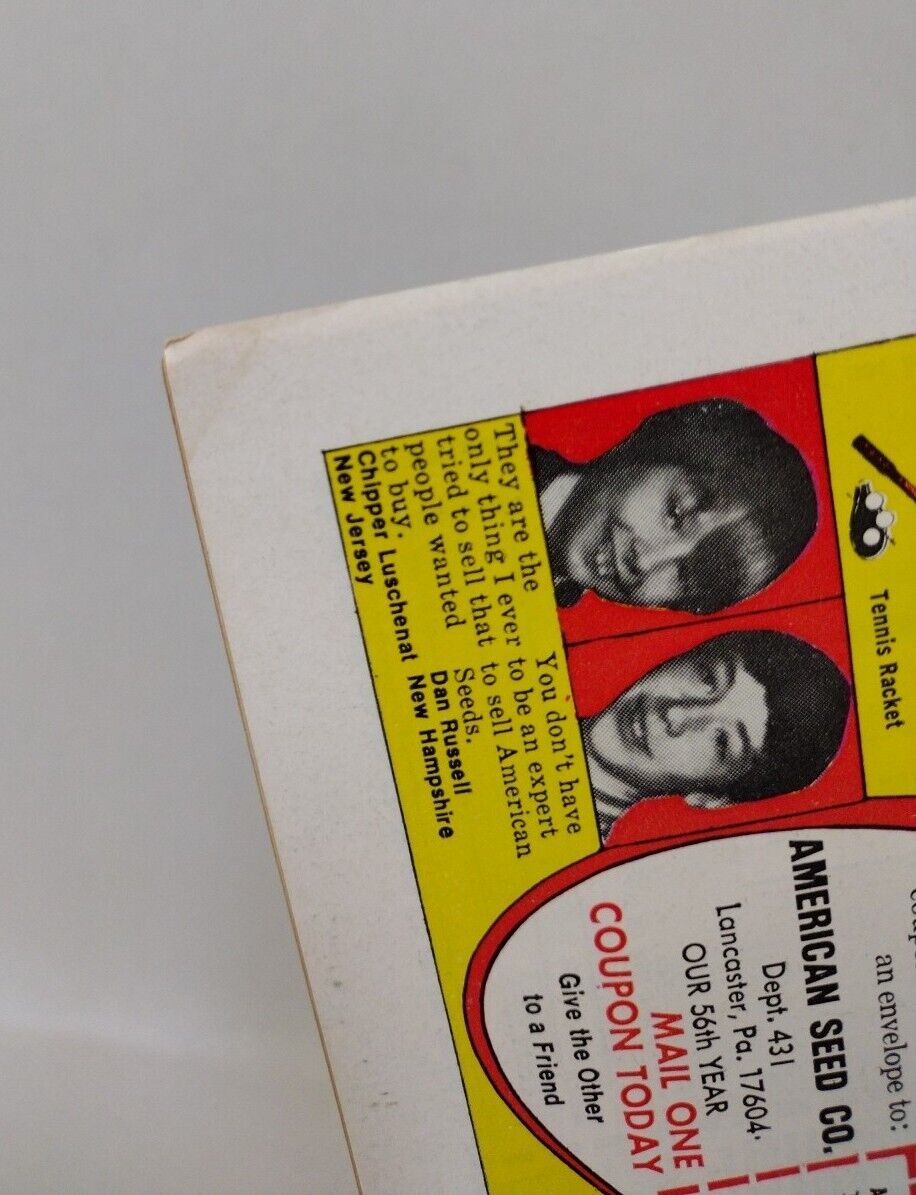 Tennis Racket
They are the
only thing I ever
tried to sell that
people wanted
to buy.
Chipper Luschenat
New Jersey
You don't have
to be an expert
to sell American
Seeds.
Dan Russell
New Hampshire
an envelope to:
AMERICAN SEED CO.
Dept. 431
Lancaster, Pa. 17604.
OUR 56th YEAR
MAIL ONE
COUPON TODAY
Give the Other
to a Friend